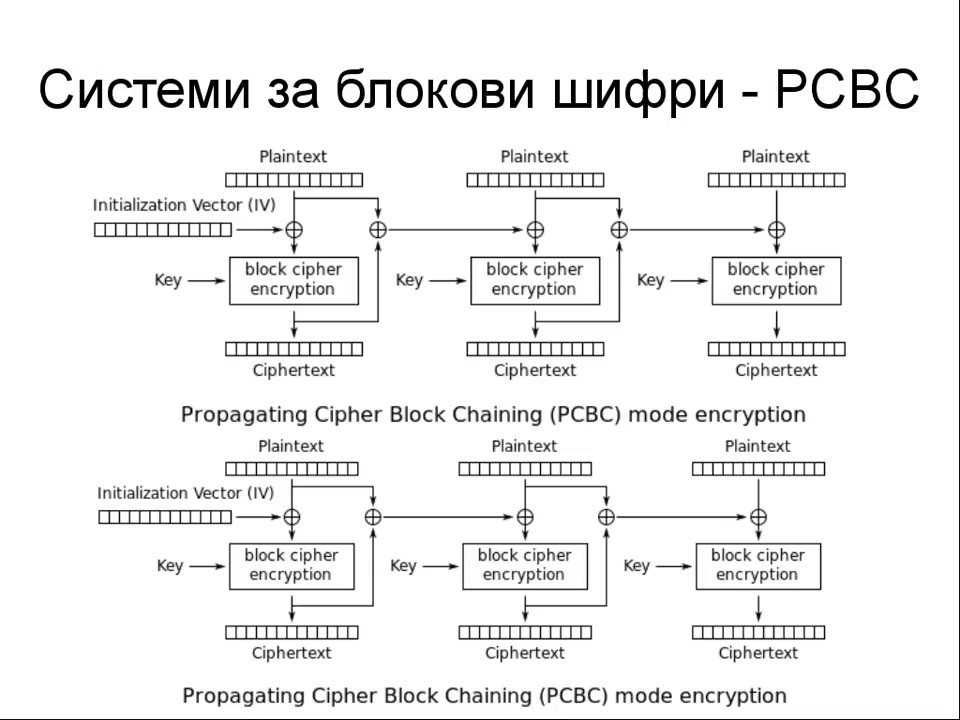 Системи за блокови шифри - PCBC
Plaintext Plaintext Plaintext
Initialization Vector (IV)
Key block cipher encryption Key block cipher encryption Key block cipher encryption
Ciphertext Ciphertext Ciphertext
Propagating Cipher Block Chaining (PCBC) mode encryption
Plaintext Plaintext Plaintext
Initialization Vector (IV)
Key block cipher encryption Key block cipher encryption Key block cipher encryption
Ciphertext Ciphertext Ciphertext
Propagating Cipher Block Chaining (PCBC) mode encryption